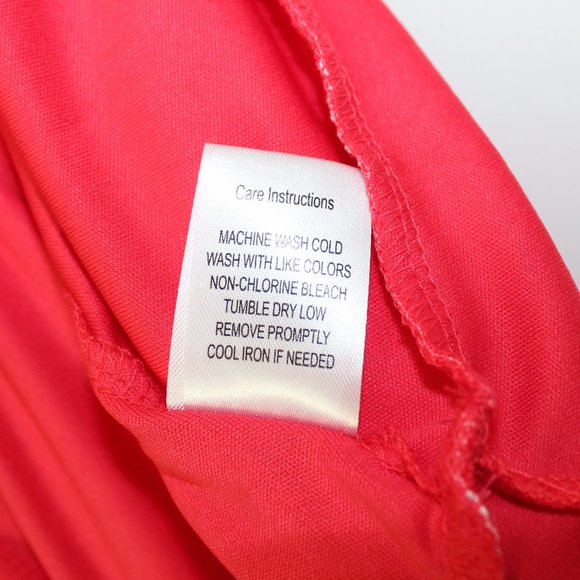 Care Instructions
MACHINE WASH COLD
WASH WITH LIKE COLORS
NON-CHLORINE BLEACH
TUMBLE DRY LOW
REMOVE PROMPTLY
COOL IRON IF NEEDED